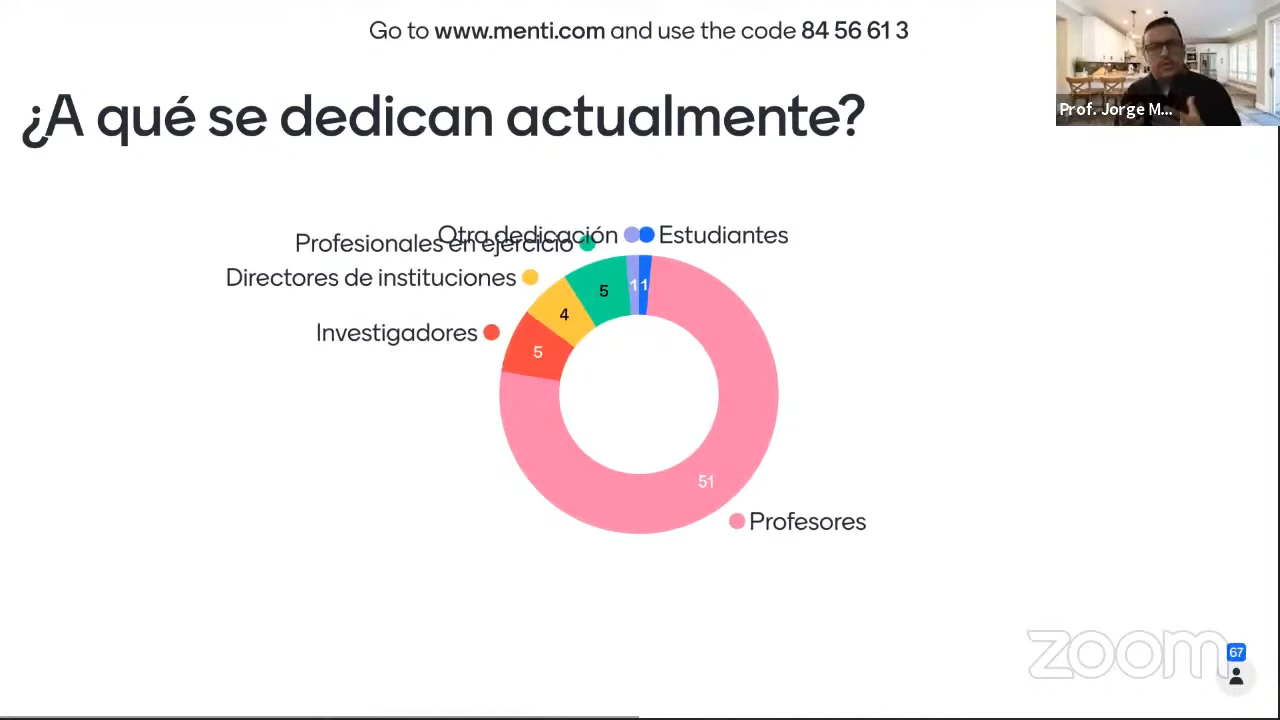 Go to www.menti.com and use the code 84 56 61 3
Prof. Jorge M...
¿A qué se dedican actualmente?
Otra dedicación
Estudiantes
Profesionales en ejercicio
Directores de instituciones
Investigadores
1
1
5
4
5
51
Profesores
zoom
67